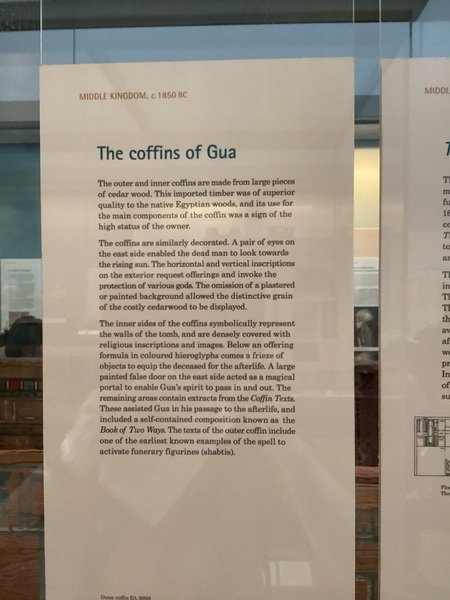 MIDDLE KINGDOM, c. 1850 BC
The coffins of Gua
The outer and inner coffins are made from large pieces
of cedar wood. This imported timber was of superior
quality to the native Egyptian woods, and its use for
the main components of the coffin was a sign of the
high status of the owner.
The coffins are similarly decorated. A pair of eyes on
the east side enabled the dead man to look towards
the rising sun. The horizontal and vertical inscriptions
on the exterior request offerings and invoke the
protection of various gods. The omission of a plastered
or painted background allowed the distinctive grain
of the costly cedarwood to be displayed.
The inner sides of the coffins symbolically represent
the walls of the tomb, and are densely covered with
religious inscriptions and images. Below an offering
formula in coloured hieroglyphs comes a frieze of
objects to equip the deceased for the afterlife. A large
painted false door on the east side acted as a magical
portal to enable Gua's spirit to pass in and out. The
remaining areas contain extracts from the Coffin Texts.
These assisted Gua in his passage to the afterlife, and
included a self-contained composition known as the
Book of Two Ways. The texts of the outer coffin include
one of the earliest known examples of the spell to
activate funerary figurines (shabtis).
Outer coffin EA
MIDDL